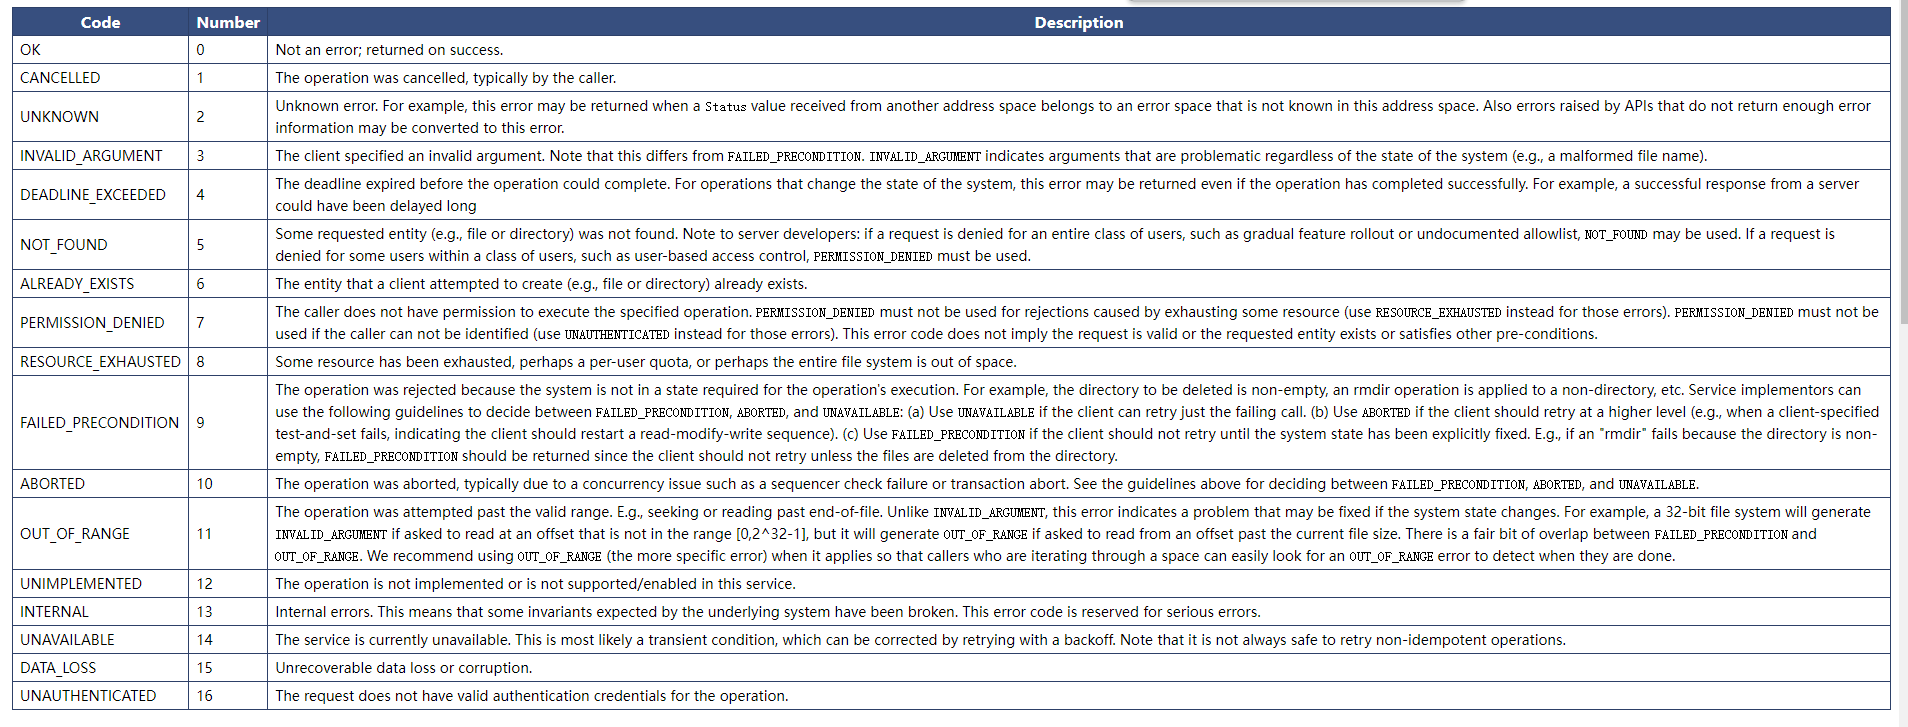 Code Number Description
OK 0 Not an error; returned on success.
CANCELLED 1 The operation was cancelled, typically by the caller.
UNKNOWN 2 Unknown error. For example, this error may be returned when a Status value received from another address space belongs to an error space that is not known in this address space. Also errors raised by APIs that do not return enough error
information may be converted to this error.
INVALID_ARGUMENT 3 The client specified an invalid argument. Note that this differs from FAILED_PRECONDITION. INVALID_ARGUMENT indicates arguments that are problematic regardless of the state of the system (e.g., a malformed file name).
DEADLINE_EXCEEDED 4 The deadline expired before the operation could complete. For operations that change the state of the system, this error may be returned even if the operation has completed successfully. For example, a successful response from a server
could have been delayed long
NOT_FOUND 5 Some requested entity (e.g., file or directory) was not found. Note to server developers: if a request is denied for an entire class of users, such as gradual feature rollout or undocumented allowlist, NOT_FOUND may be used. If a request is
denied for some users within a class of users, such as user-based access control, PERMISSION_DENIED must be used.
ALREADY_EXISTS 6 The entity that a client attempted to create (e.g., file or directory) already exists.
PERMISSION_DENIED 7 The caller does not have permission to execute the specified operation. PERMISSION_DENIED must not be used for rejections caused by exhausting some resource (use RESOURCE_EXHAUSTED instead for those errors). PERMISSION_DENIED must not be
used if the caller can not be identified (use UNAUTHENTICATED instead for those errors). This error code does not imply the request is valid or the requested entity exists or satisfies other pre-conditions.
RESOURCE_EXHAUSTED 8 Some resource has been exhausted, perhaps a per-user quota, or perhaps the entire file system is out of space.
FAILED_PRECONDITION 9 The operation was rejected because the system is not in a state required for the operation's execution. For example, the directory to be deleted is non-empty, an rmdir operation is applied to a non-directory, etc. Service implementors can
use the following guidelines to decide between FAILED_PRECONDITION, ABORTED, and UNAVAILABLE: (a) Use UNAVAILABLE if the client can retry just the failing call. (b) Use ABORTED if the client should retry at a higher level (e.g., when a client-specified
test-and-set fails, indicating the client should restart a read-modify-write sequence). (c) Use FAILED_PRECONDITION if the client should not retry until the system state has been explicitly fixed. E.g., if an "rmdir" fails because the directory is non-
empty, FAILED_PRECONDITION should be returned since the client should not retry unless the files are deleted from the directory.
ABORTED 10 The operation was aborted, typically due to a concurrency issue such as a sequencer check failure or transaction abort. See the guidelines above for deciding between FAILED_PRECONDITION, ABORTED, and UNAVAILABLE.
OUT_OF_RANGE 11 The operation was attempted past the valid range. E.g., seeking or reading past end-of-file. Unlike INVALID_ARGUMENT, this error indicates a problem that may be fixed if the system state changes. For example, a 32-bit file system will generate
INVALID_ARGUMENT if asked to read at an offset that is not in the range [0,2^32-1], but it will generate OUT_OF_RANGE if asked to read from an offset past the current file size. There is a fair bit of overlap between FAILED_PRECONDITION and
OUT_OF_RANGE. We recommend using OUT_OF_RANGE (the more specific error) when it applies so that callers who are iterating through a space can easily look for an OUT_OF_RANGE error to detect when they are done.
UNIMPLEMENTED 12 The operation is not implemented or is not supported/enabled in this service.
INTERNAL 13 Internal errors. This means that some invariants expected by the underlying system have been broken. This error code is reserved for serious errors.
UNAVAILABLE 14 The service is currently unavailable. This is most likely a transient condition, which can be corrected by retrying with a backoff. Note that it is not always safe to retry non-idempotent operations.
DATA_LOSS 15 Unrecoverable data loss or corruption.
UNAUTHENTICATED 16 The request does not have valid authentication credentials for the operation.